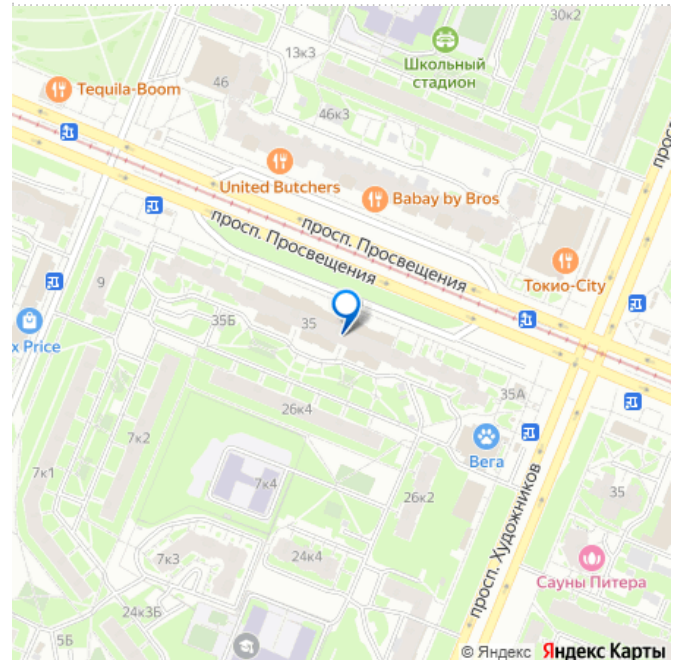 30к2
13к3
Школьный
стадион
46
Tequila-Boom
46к3
United Butchers
Babay by Bros
просп. Просвещения
просп. Просвещения
Токио-City
9
35Б
35
x Price
35А
26к4
Вега
7к2
7к1
7к4
26к2
35
просп. Художников
7к3
24к4
Сауны Питера
24к3Б
5Б
© Яндекс Яндекс Карты